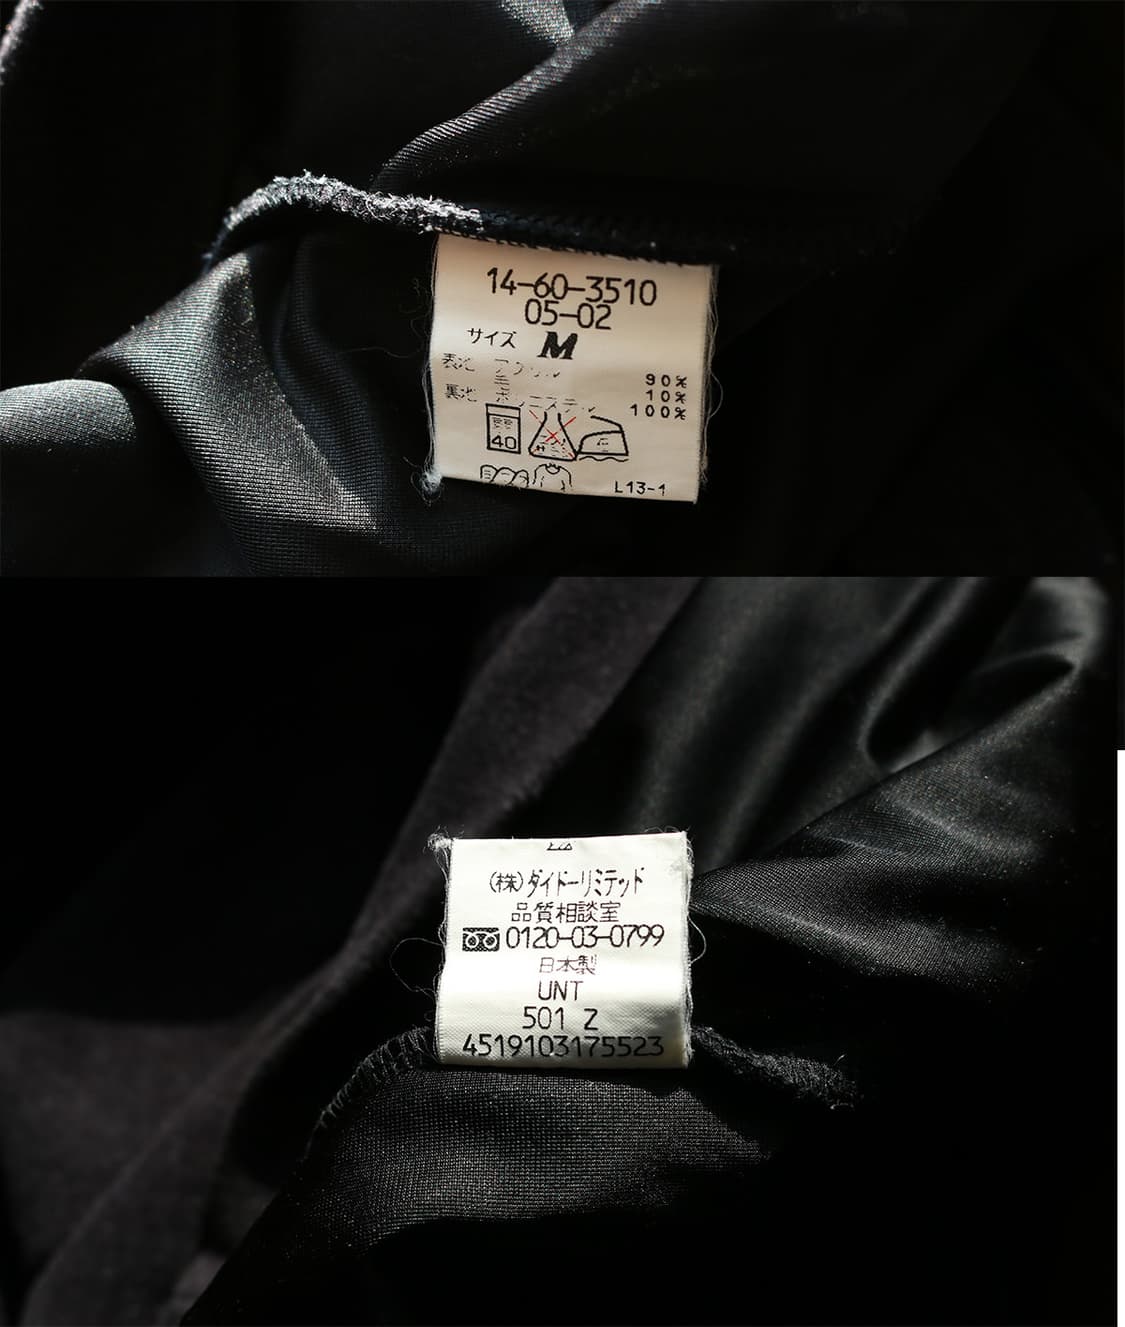 14-60-3510
05-02
サイズ M
表地 アクリル 90%
毛 10%
裏地 ポリエステル 100%
40
L13-1
(株)ダイドーリミテッド
品質相談室
0120-03-0799
日本製
UNT
501 Z
4519103175523